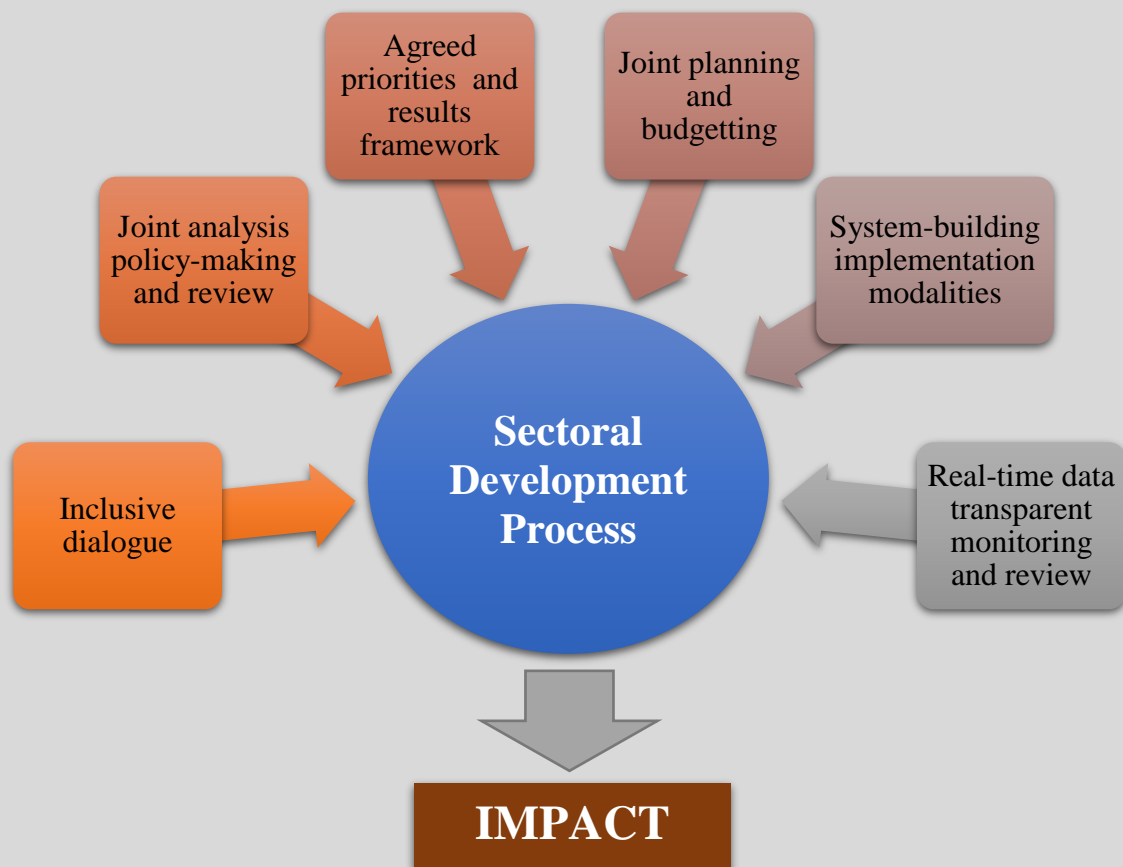 Agreed
priorities and
results
framework
Joint planning
and
budgetting
Joint analysis
policy-making
and review
System-building
implementation
modalities
Inclusive
dialogue
Sectoral
Development
Process
Real-time data
transparent
monitoring
and review
IMPACT